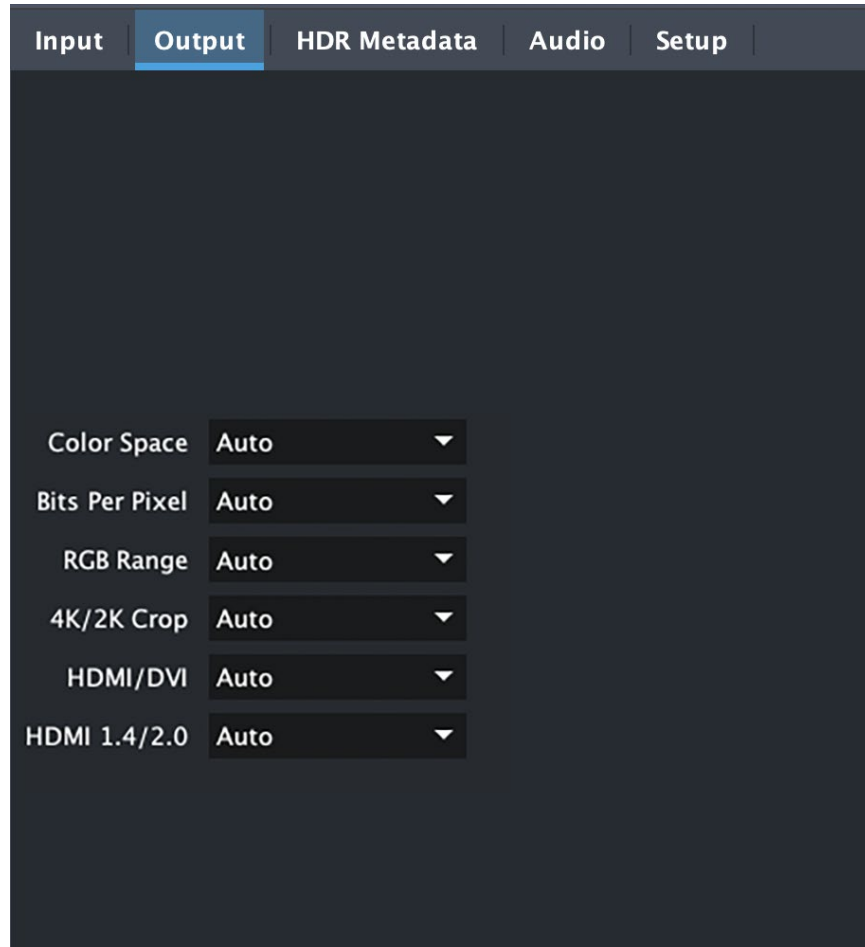 Input Output HDR Metadata Audio Setup
Color Space Auto
Bits Per Pixel Auto
RGB Range Auto
4K/2K Crop Auto
HDMI/DVI Auto
HDMI 1.4/2.0 Auto